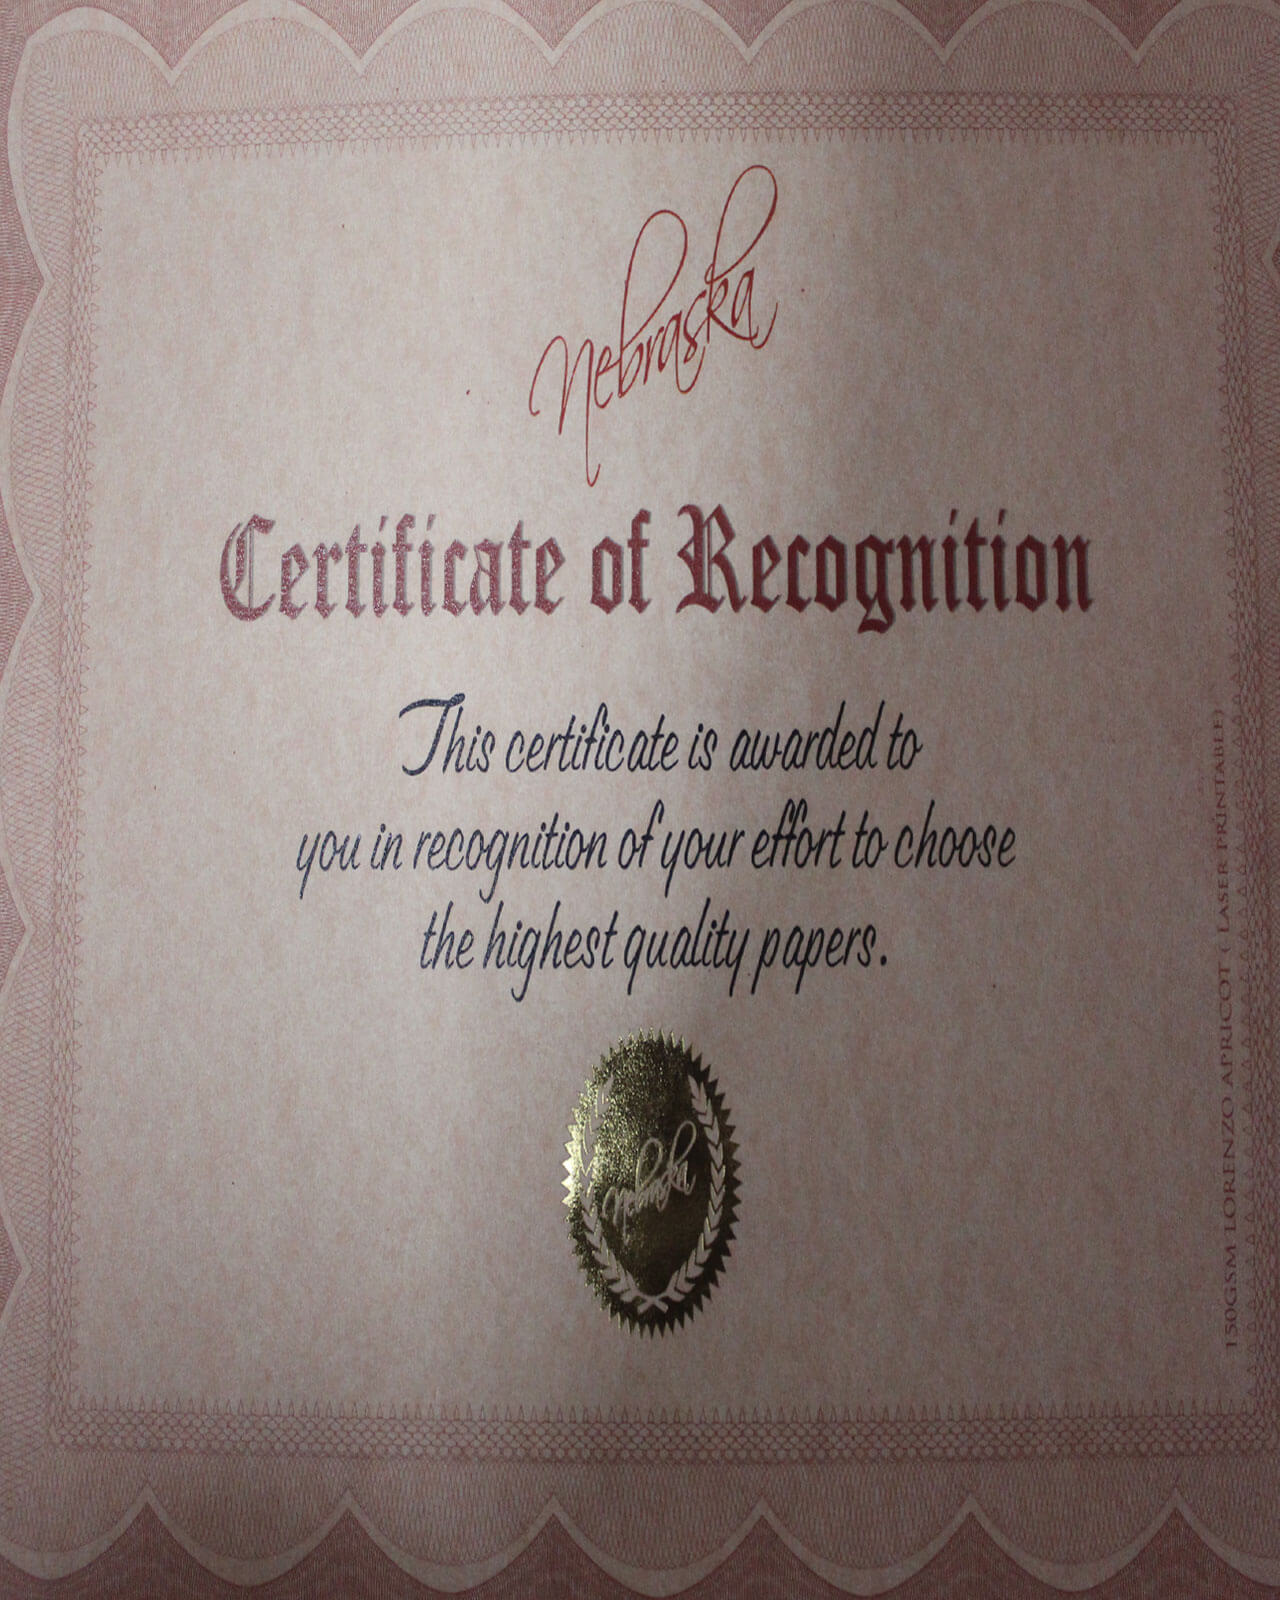 Nebraska
Certificate of Recognition
This certificate is awarded to
you in recognition of your effort to choose
the highest quality papers.
Nebraska
150GSM LORENZO APRICOT ( LASER PRINTABLE)